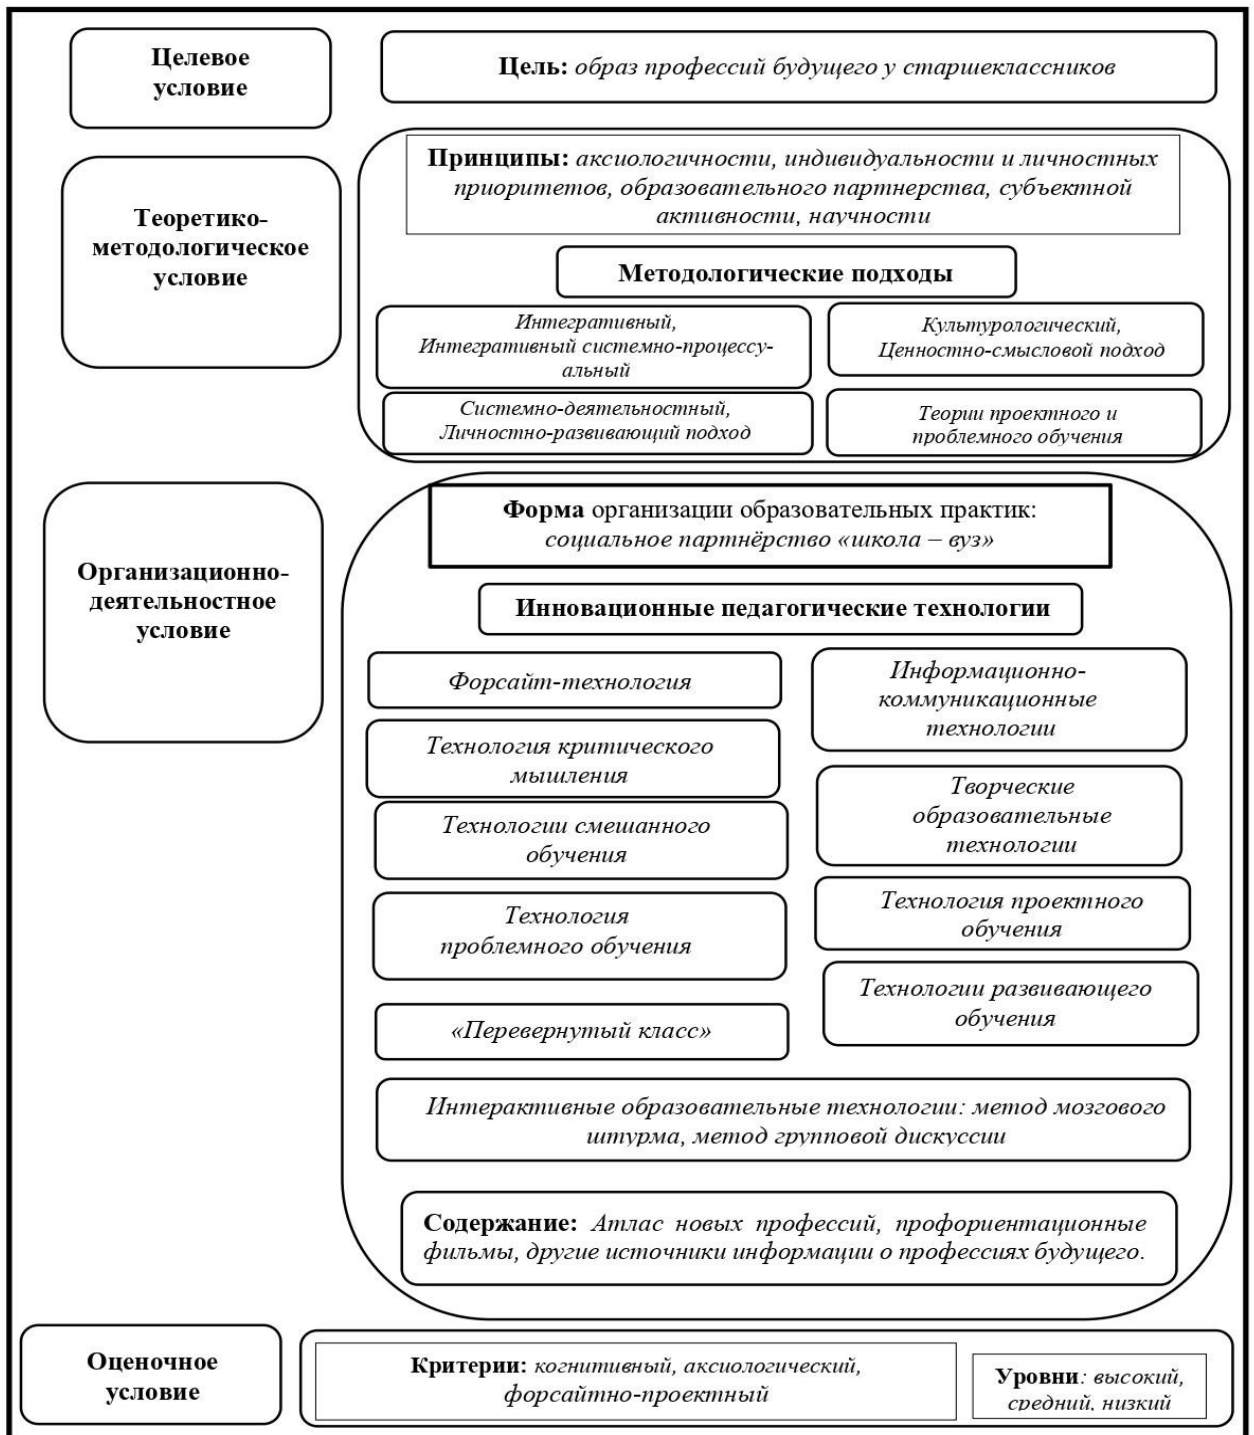 Целевое
условие
Цель: образ профессий будущего у старшеклассников
Теоретико-
методологическое
условие
Принципы: аксиологичности, индивидуальности и личностных
приоритетов, образовательного партнерства, субъектной
активности, научности
Методологические подходы
Интегративный,
Интегративный системно-процессу-
альный
Культурологический,
Ценностно-смысловой подход
Системно-деятельностный,
Личностно-развивающий подход
Теории проектного и
проблемного обучения
Организационно-
деятельностное
условие
Форма организации образовательных практик:
социальное партнёрство «школа – вуз»
Инновационные педагогические технологии
Форсайт-технология
Информационно-
коммуникационные
технологии
Технология критического
мышления
Творческие
образовательные
технологии
Технологии смешанного
обучения
Технология проектного
обучения
Технология
проблемного обучения
Технологии развивающего
обучения
«Перевернутый класс»
Интерактивные образовательные технологии: метод мозгового
штурма, метод групповой дискуссии
Содержание: Атлас новых профессий, профориентационные
фильмы, другие источники информации о профессиях будущего.
Оценочное
условие
Критерии: когнитивный, аксиологический,
форсайтно-проектный
Уровни: высокий,
средний, низкий